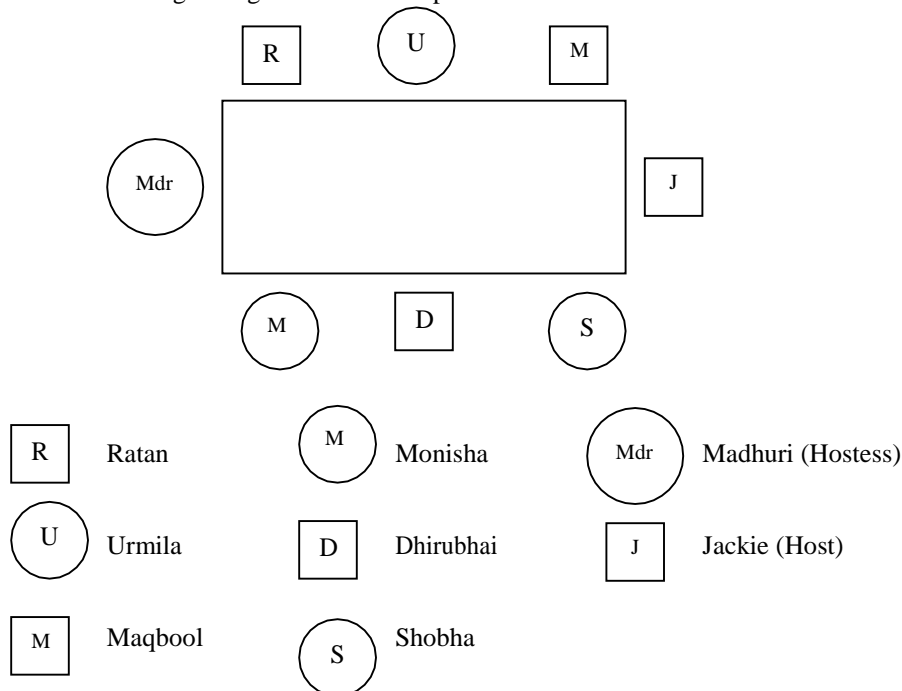 R U M
Mdr J
M D S
R Ratan M Monisha Mdr Madhuri (Hostess)
U Urmila D Dhirubhai J Jackie (Host)
M Maqbool S Shobha